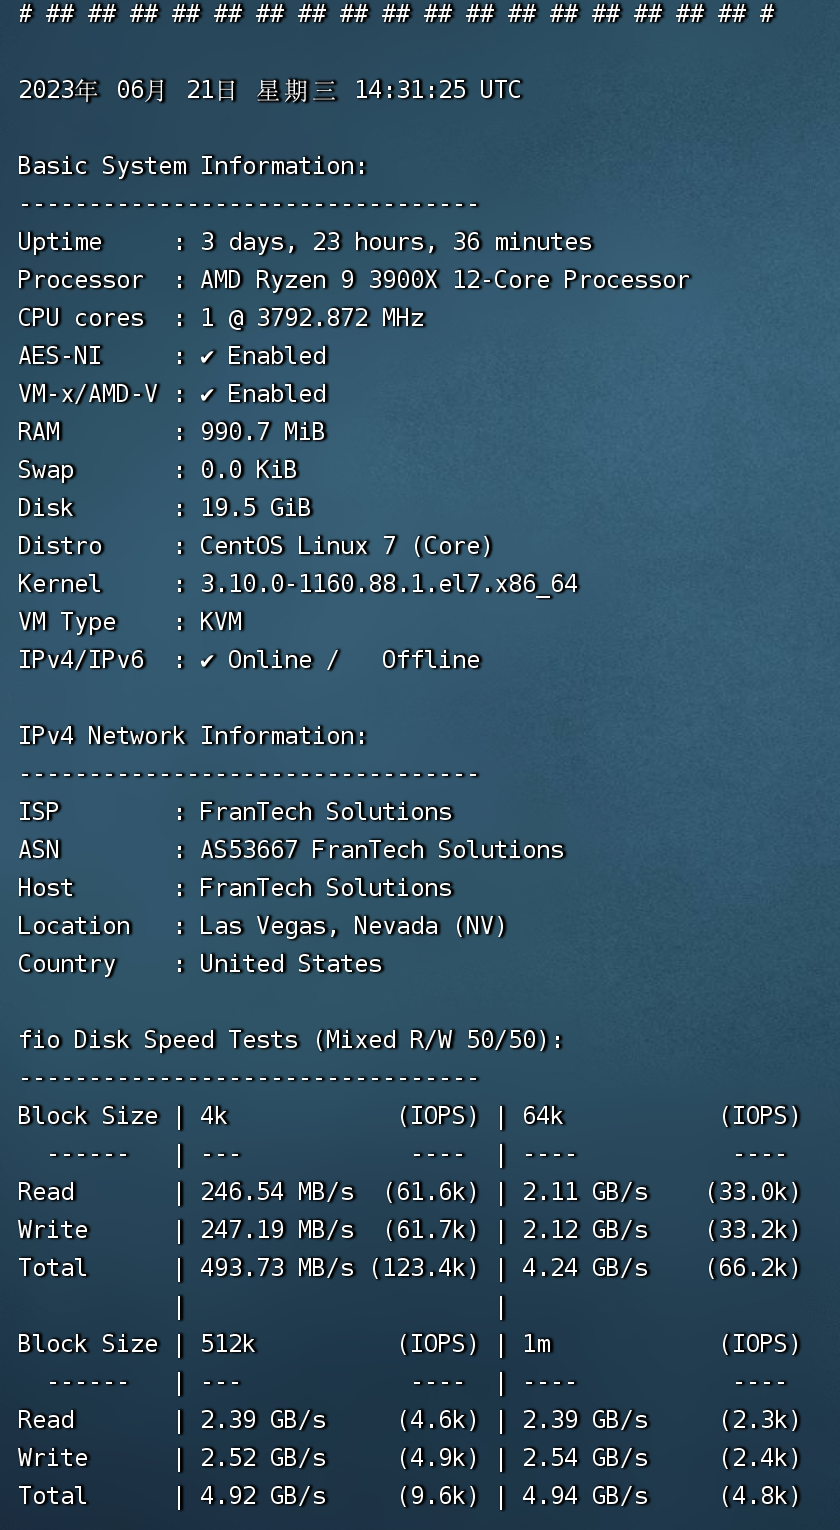 # ## ## ## ## ## ## ## ## ## ## ## ## ## ## ## ## ## #
2023年 06月 21日 星期三 14:31:25 UTC
Basic System Information:
---------------------------------
Uptime     : 3 days, 23 hours, 36 minutes
Processor  : AMD Ryzen 9 3900X 12-Core Processor
CPU cores  : 1 @ 3792.872 MHz
AES-NI     : ✔ Enabled
VM-x/AMD-V : ✔ Enabled
RAM        : 990.7 MiB
Swap       : 0.0 KiB
Disk       : 19.5 GiB
Distro     : CentOS Linux 7 (Core)
Kernel     : 3.10.0-1160.88.1.el7.x86_64
VM Type    : KVM
IPv4/IPv6  : ✔ Online /   Offline
IPv4 Network Information:
---------------------------------
ISP        : FranTech Solutions
ASN        : AS53667 FranTech Solutions
Host       : FranTech Solutions
Location   : Las Vegas, Nevada (NV)
Country    : United States
fio Disk Speed Tests (Mixed R/W 50/50):
---------------------------------
Block Size | 4k            (IOPS) | 64k           (IOPS)
  ------   | ---            ----  | ----           ----
Read       | 246.54 MB/s  (61.6k) | 2.11 GB/s    (33.0k)
Write      | 247.19 MB/s  (61.7k) | 2.12 GB/s    (33.2k)
Total      | 493.73 MB/s (123.4k) | 4.24 GB/s    (66.2k)
           |                      |
Block Size | 512k          (IOPS) | 1m            (IOPS)
  ------   | ---            ----  | ----           ----
Read       | 2.39 GB/s     (4.6k) | 2.39 GB/s     (2.3k)
Write      | 2.52 GB/s     (4.9k) | 2.54 GB/s     (2.4k)
Total      | 4.92 GB/s     (9.6k) | 4.94 GB/s     (4.8k)